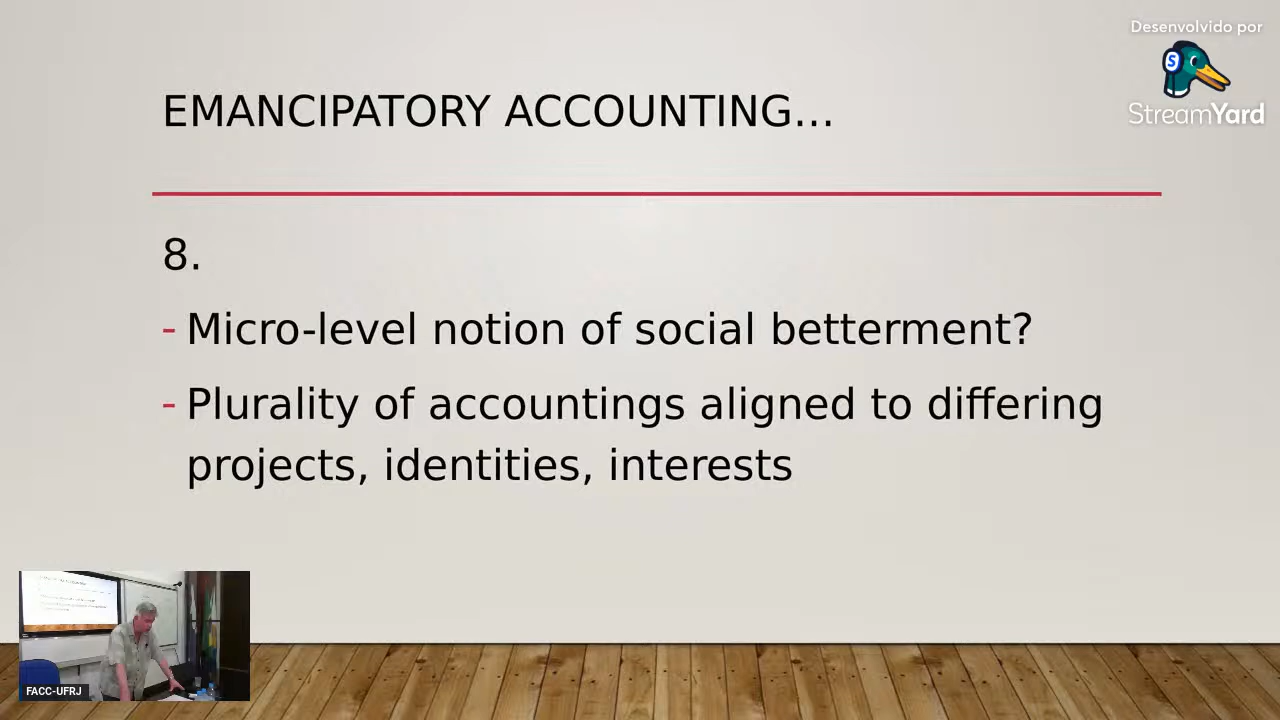 Desenvolvido por
StreamYard
EMANCIPATORY ACCOUNTING...
8.
- Micro-level notion of social betterment?
- Plurality of accountings aligned to differing
projects, identities, interests
FACC-UFRJ